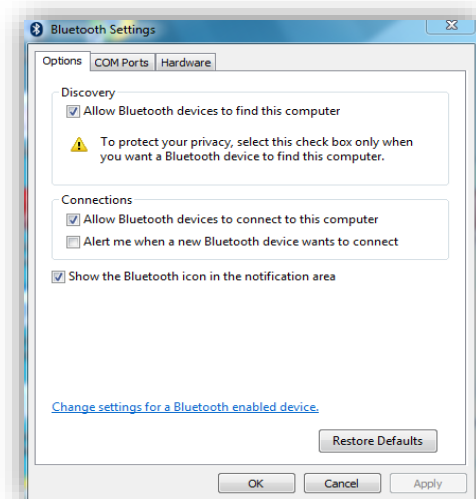 Bluetooth Settings
Options COM Ports Hardware
Discovery
Allow Bluetooth devices to find this computer
To protect your privacy, select this check box only when
you want a Bluetooth device to find this computer.
Connections
Allow Bluetooth devices to connect to this computer
Alert me when a new Bluetooth device wants to connect
Show the Bluetooth icon in the notification area
Change settings for a Bluetooth enabled device.
Restore Defaults
OK Cancel Apply